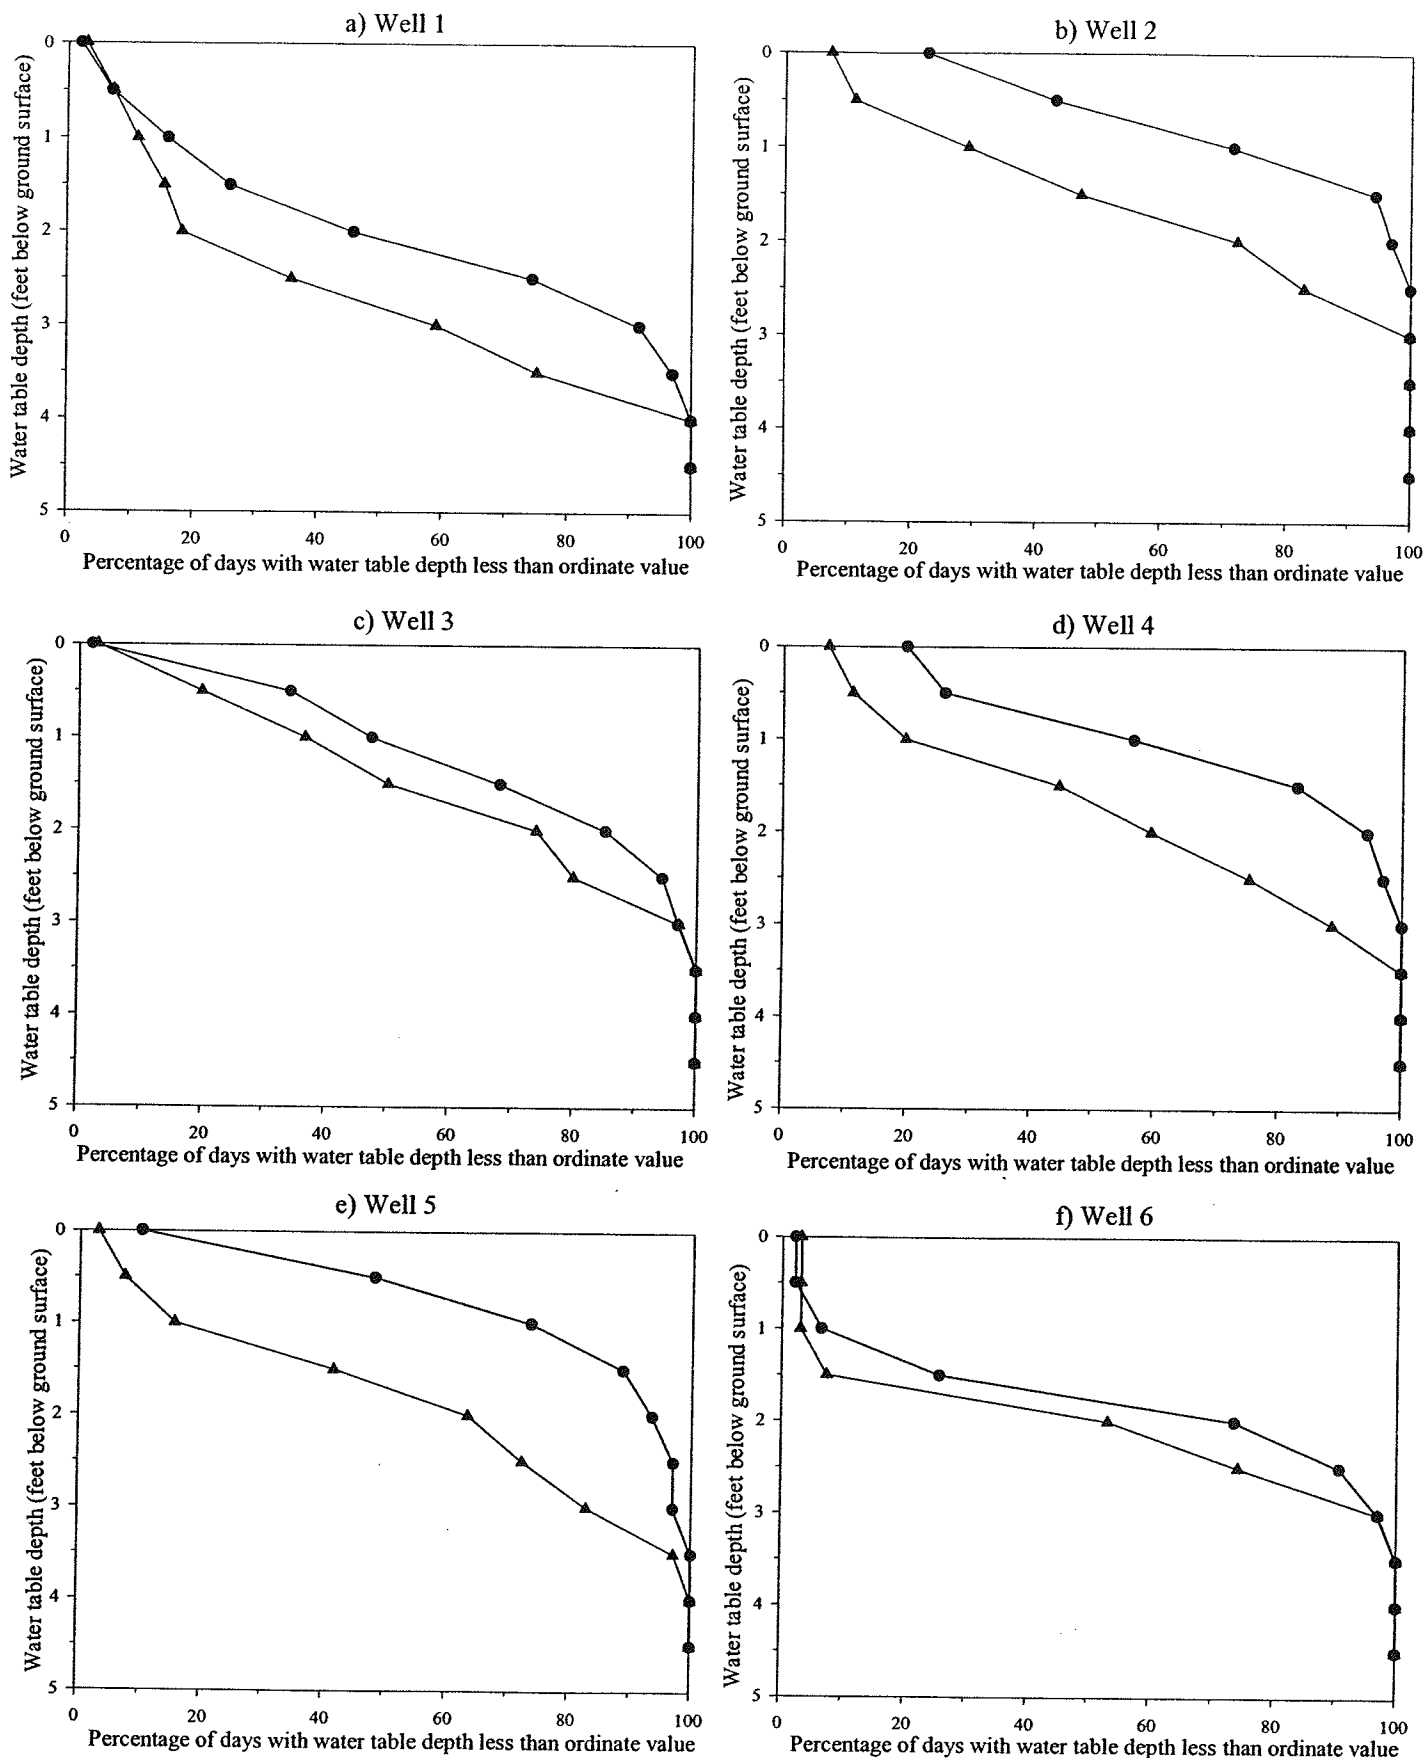 a) Well 1
Water table depth (feet below ground surface)
0
1
2
3
4
5
0 20 40 60 80 100
Percentage of days with water table depth less than ordinate value
b) Well 2
Water table depth (feet below ground surface)
0
1
2
3
4
5
0 20 40 60 80 100
Percentage of days with water table depth less than ordinate value
c) Well 3
Water table depth (feet below ground surface)
0
1
2
3
4
5
0 20 40 60 80 100
Percentage of days with water table depth less than ordinate value
d) Well 4
Water table depth (feet below ground surface)
0
1
2
3
4
5
0 20 40 60 80 100
Percentage of days with water table depth less than ordinate value
e) Well 5
Water table depth (feet below ground surface)
0
1
2
3
4
5
0 20 40 60 80 100
Percentage of days with water table depth less than ordinate value
f) Well 6
Water table depth (feet below ground surface)
0
1
2
3
4
5
0 20 40 60 80 100
Percentage of days with water table depth less than ordinate value